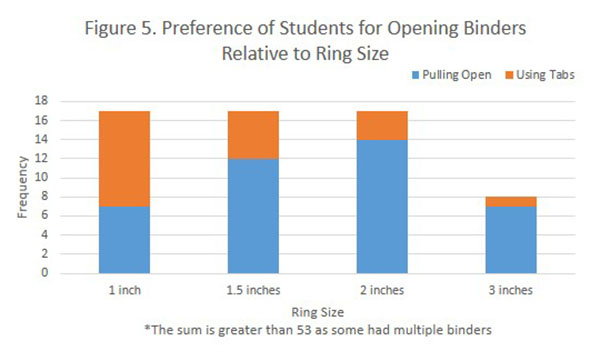 Figure 5. Preference of Students for Opening Binders
Relative to Ring Size
Pulling Open Using Tabs
18
16
14
12
10
8
6
4
2
0
Frequency
1 inch 1.5 inches 2 inches 3 inches
Ring Size
*The sum is greater than 53 as some had multiple binders